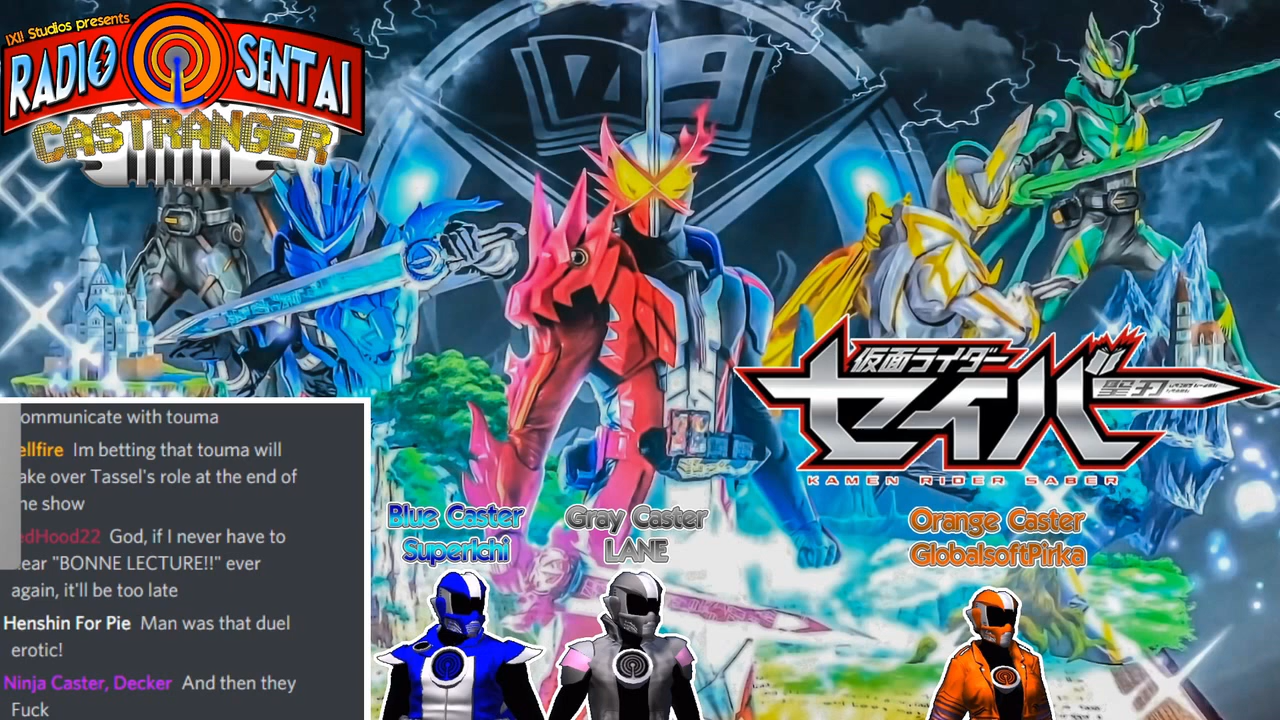 IXII Studios presents
RADIO SENTAI
CASTRANGER
仮面ライダー
セイバー
聖刃
KAMEN RIDER SABER
ommunicate with touma
ellfire Im betting that touma will
ake over Tassel's role at the end of
he show
edHood22 God, if I never have to
ear "BONNE LECTURE!!" ever
again, it'll be too late
Henshin For Pie Man was that duel
erotic!
Ninja Caster, Decker And then they
Fuck
Blue Caster
SuperIchi
Gray Caster
LANE
Orange Caster
GlobalsoftPirka